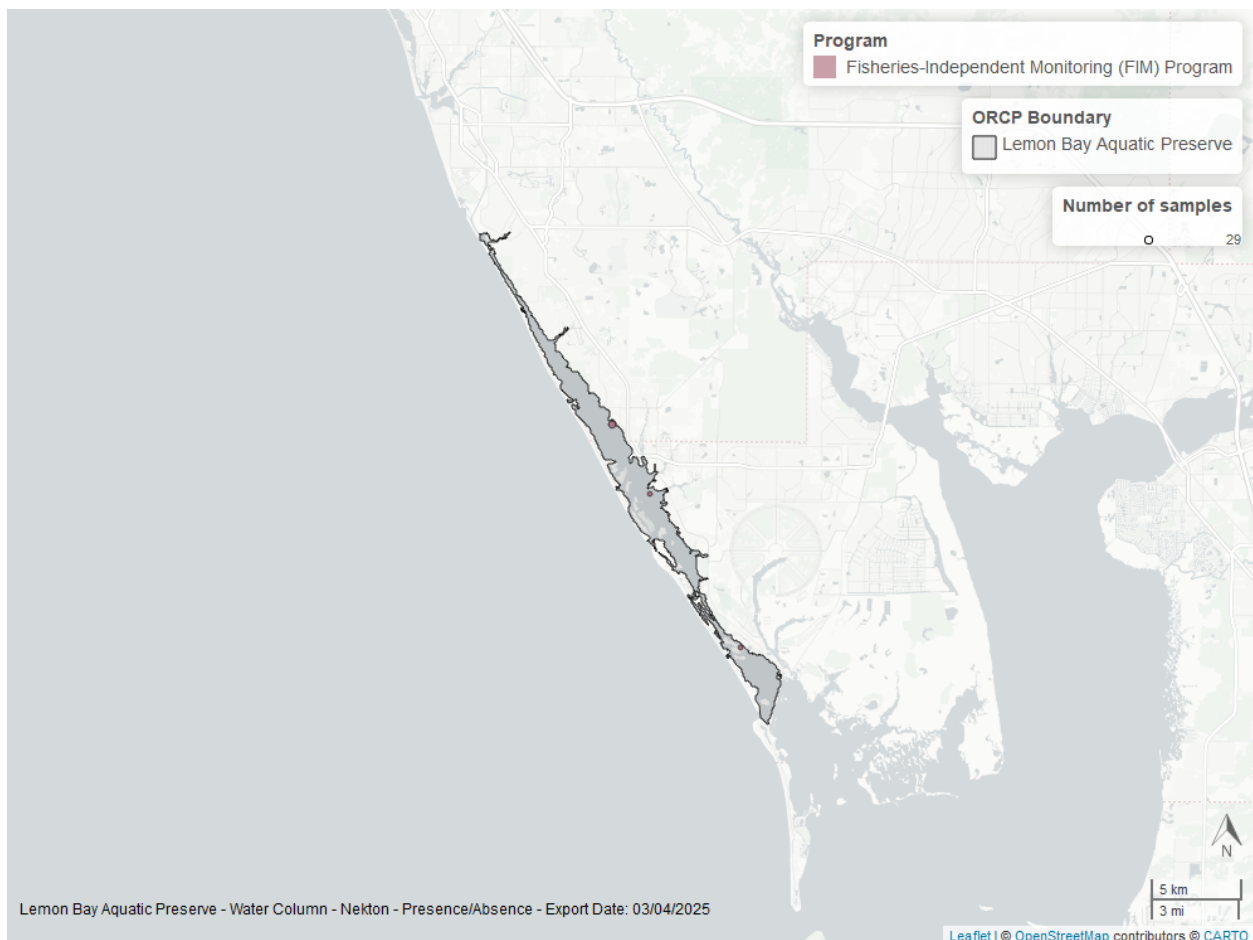 Program
Fisheries-Independent Monitoring (FIM) Program
ORCP Boundary
Lemon Bay Aquatic Preserve
Number of samples
29
N
5 km
3 mi
Lemon Bay Aquatic Preserve - Water Column - Nekton - Presence/Absence - Export Date: 03/04/2025
Leaflet | © OpenStreetMap contributors © CARTO